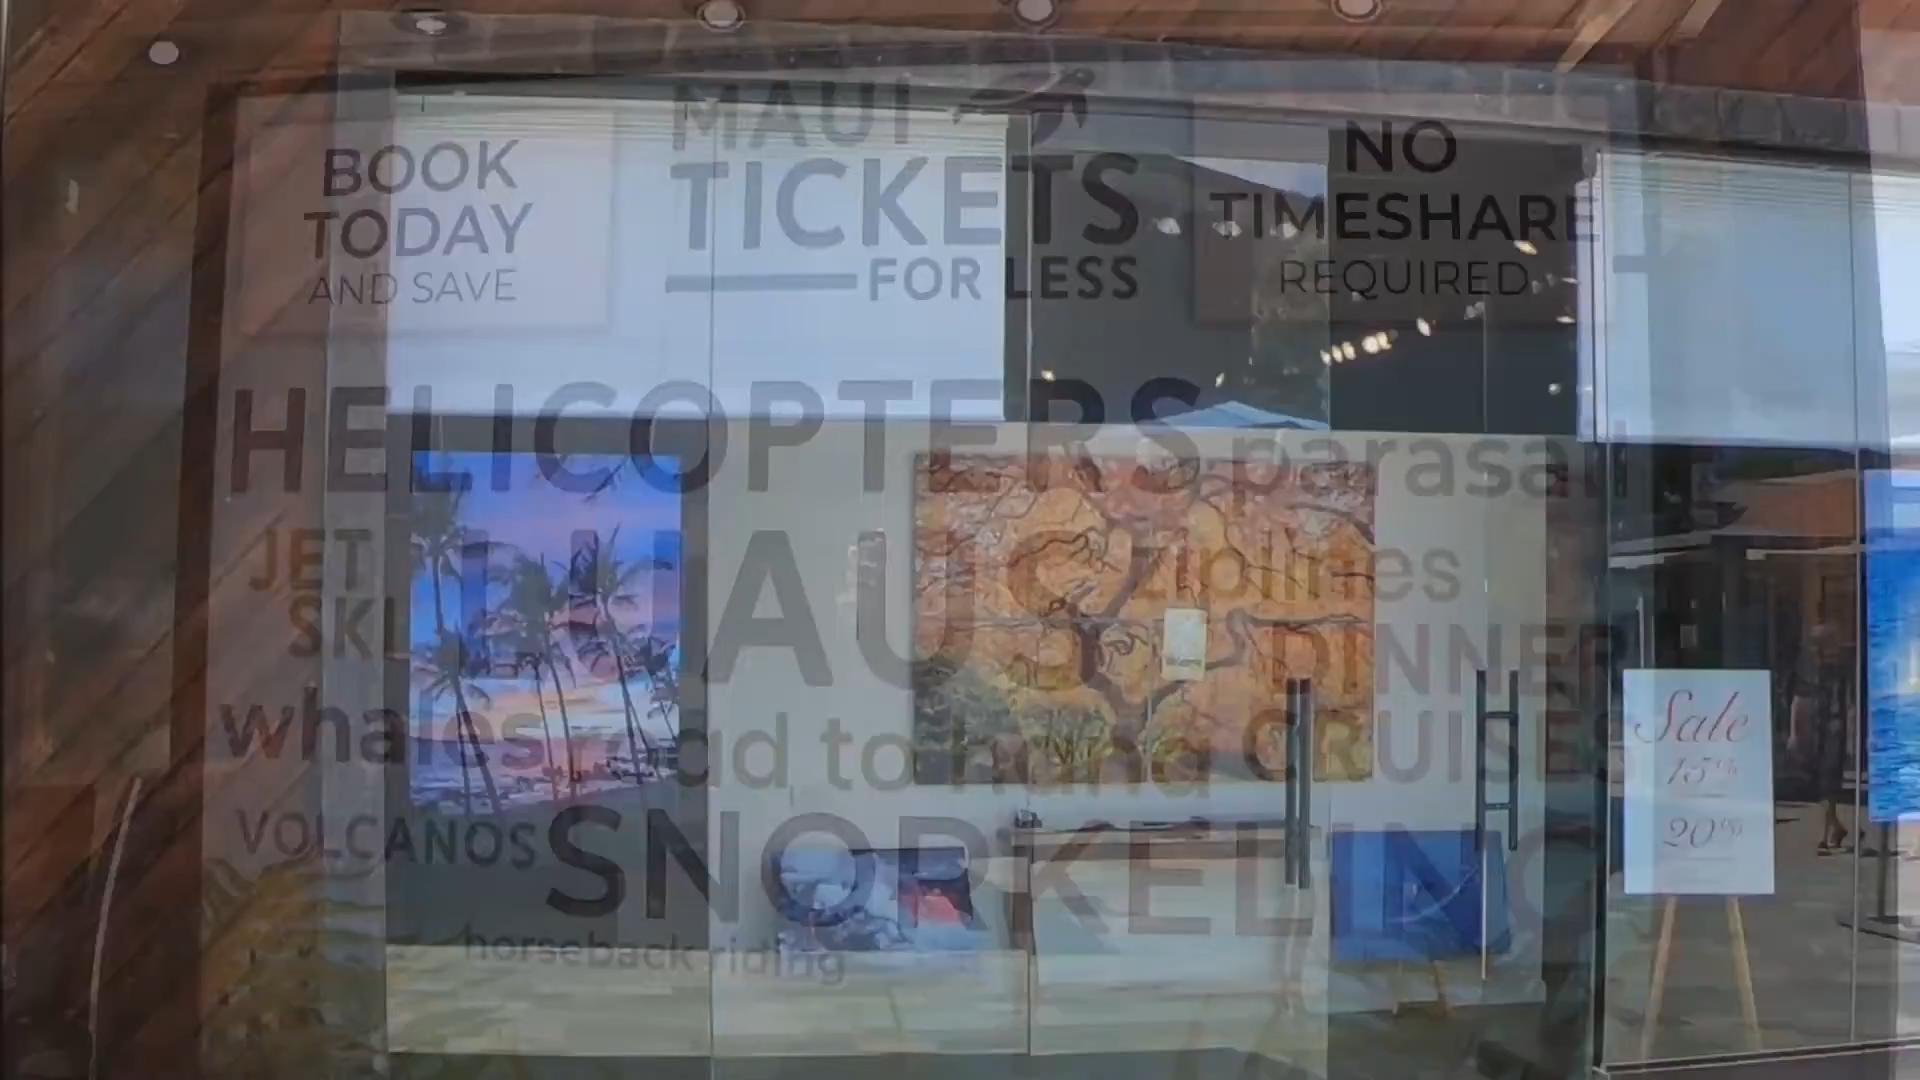 BOOK
TODAY
AND SAVE
MAUI
TICKETS
FOR LESS
NO
TIMESHARE
REQUIRED
HELICOPTERS parasail
JET
SKI
LUAUS
ziplines
DINNER
CRUISES
whales road to hana
VOLCANOS SNORKELING
horseback riding
Sale
15%
20%